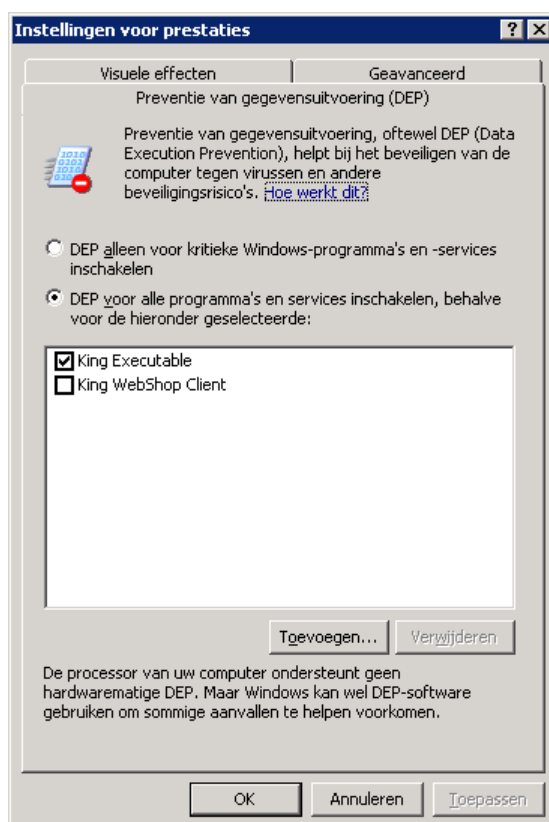 Instellingen voor prestaties
Visuele effecten
Geavanceerd
Preventie van gegevensuitvoering (DEP)
Preventie van gegevensuitvoering, oftewel DEP (Data
Execution Prevention), helpt bij het beveiligen van de
computer tegen virussen en andere
beveiligingsrisico's. Hoe werkt dit?
DEP alleen voor kritieke Windows-programma's en -services
inschakelen
DEP voor alle programma's en services inschakelen, behalve
voor de hieronder geselecteerde:
King Executable
King WebShop Client
Toevoegen...
Verwijderen
De processor van uw computer ondersteunt geen
hardwarematige DEP. Maar Windows kan wel DEP-software
gebruiken om sommige aanvallen te helpen voorkomen.
OK
Annuleren
Toepassen